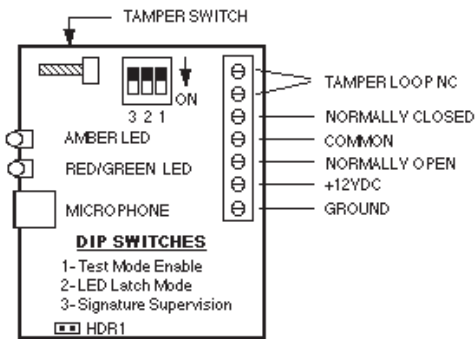 TAMPER SWITCH
3 2 1
ON
AMBER LED
RED/GREEN LED
MICROPHONE
TAMPER LOOP NC
NORMALLY CLOSED
COMMON
NORMALLY OPEN
+12YDC
GROUND
DIP SWITCHES
1- Test Mode Enable
2- LED Latch Mode
3- Signature Supervision
HDR1